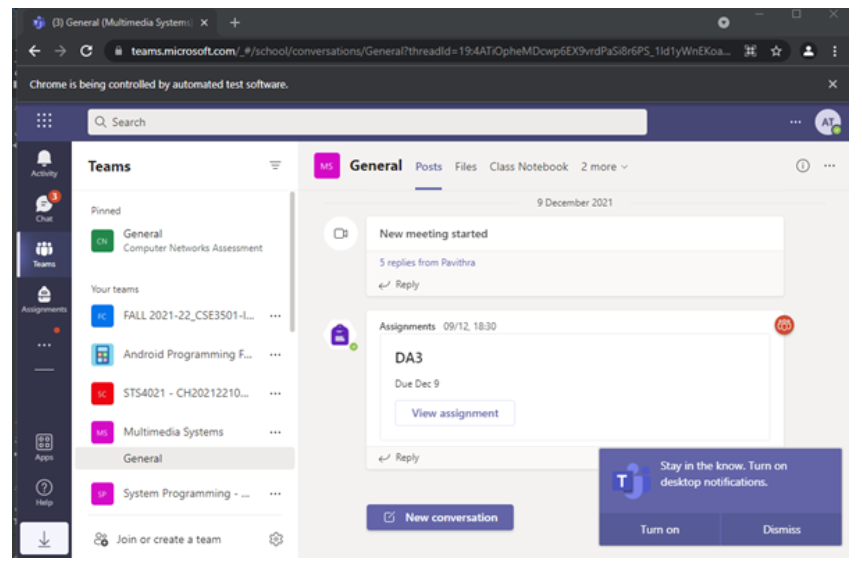 (3) General (Multimedia Systems)
teams.microsoft.com/_#/school/conversations/General?threadId=19:4ATiOpheMDcwp6EX9vrdPaSi8r6PS_1ld1yWnEKoa...
Chrome is being controlled by automated test software.
Search
AT
Activity
Chat
3
Teams
Assignments
Apps
Help
Teams
Pinned
CN
General
Computer Networks Assessment
Your teams
FC
FALL 2021-22_CSE3501-I...
Android Programming F...
SC
STS4021 - CH20212210...
MS
Multimedia Systems
General
SP
System Programming - ...
Join or create a team
MS
General
Posts
Files
Class Notebook
2 more
9 December 2021
New meeting started
5 replies from Pavithra
Reply
Assignments 09/12, 18:30
DA3
Due Dec 9
View assignment
Reply
New conversation
T
Stay in the know. Turn on
desktop notifications.
Turn on
Dismiss